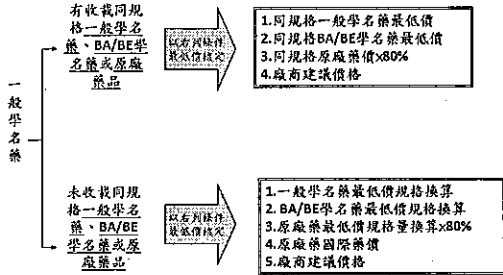 一般學名藥
有收載同規
格一般學名
藥、BA/BE學
名藥或原廠
藥品
以右列條件
最低價核定
1.同規格一般學名藥最低價
2.同規格BA/BE學名藥最低價
3.同規格原廠藥價x80%
4.廠商建議價格
未收載同規
格一般學名
藥、BA/BE
學名藥或原
廠藥品
以右列條件
最低價核定
1.一般學名藥最低價規格換算
2. BA/BE學名藥最低價規格換算
3.原廠藥最低價規格量換算x80%
4.原廠藥國際藥價
5.廠商建議價格